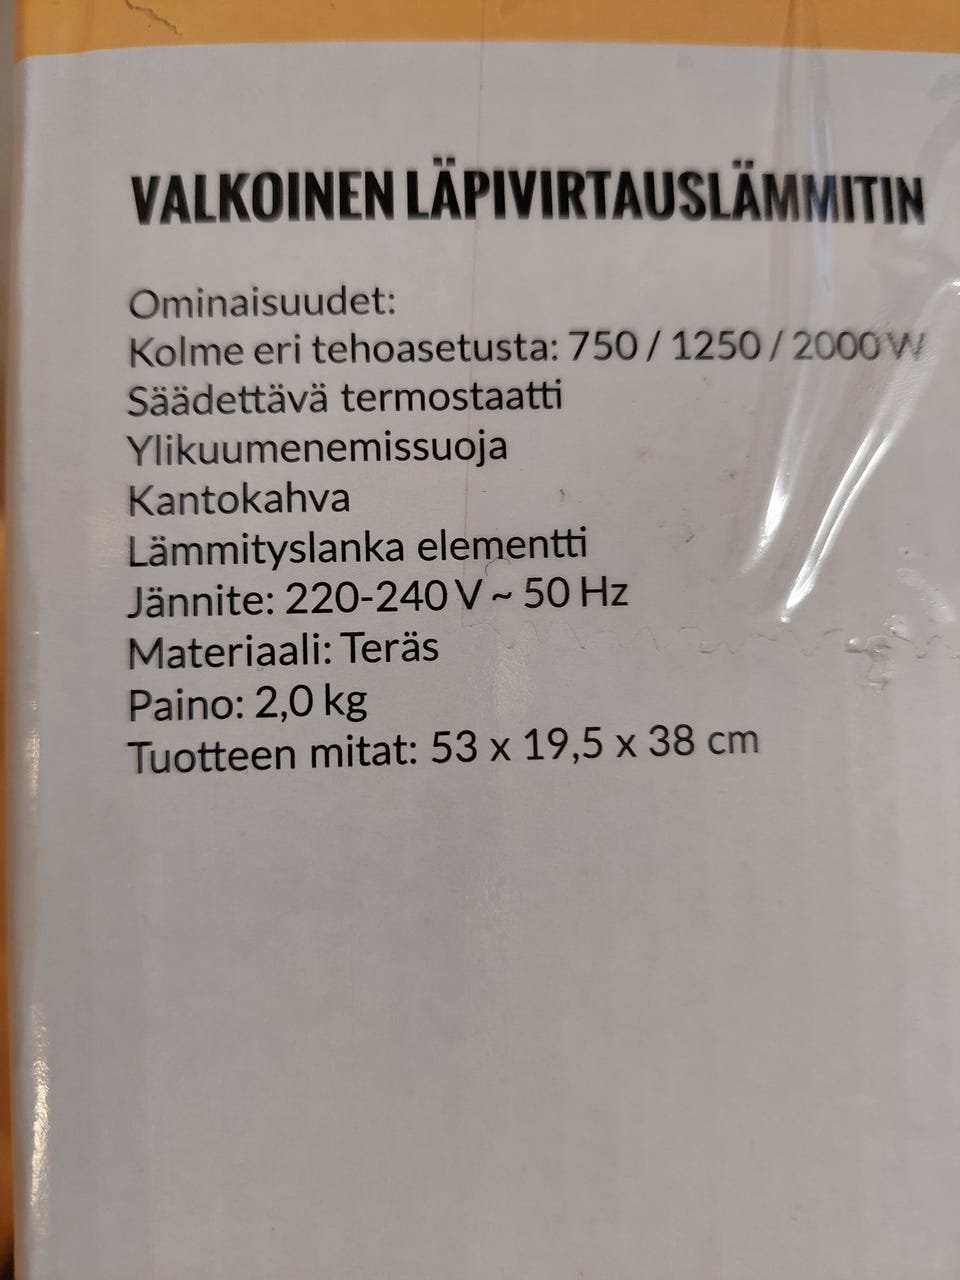 VALKOINEN LÄPIVIRTAUSLÄMMITIN
Ominaisuudet:
Kolme eri tehoasetusta: 750 / 1250 / 2000 W
Säädettävä termostaatti
Ylikuumenemissuoja
Kantokahva
Lämmityslanka elementti
Jännite: 220-240 V ~ 50 Hz
Materiaali: Teräs
Paino: 2,0 kg
Tuotteen mitat: 53 x 19,5 x 38 cm